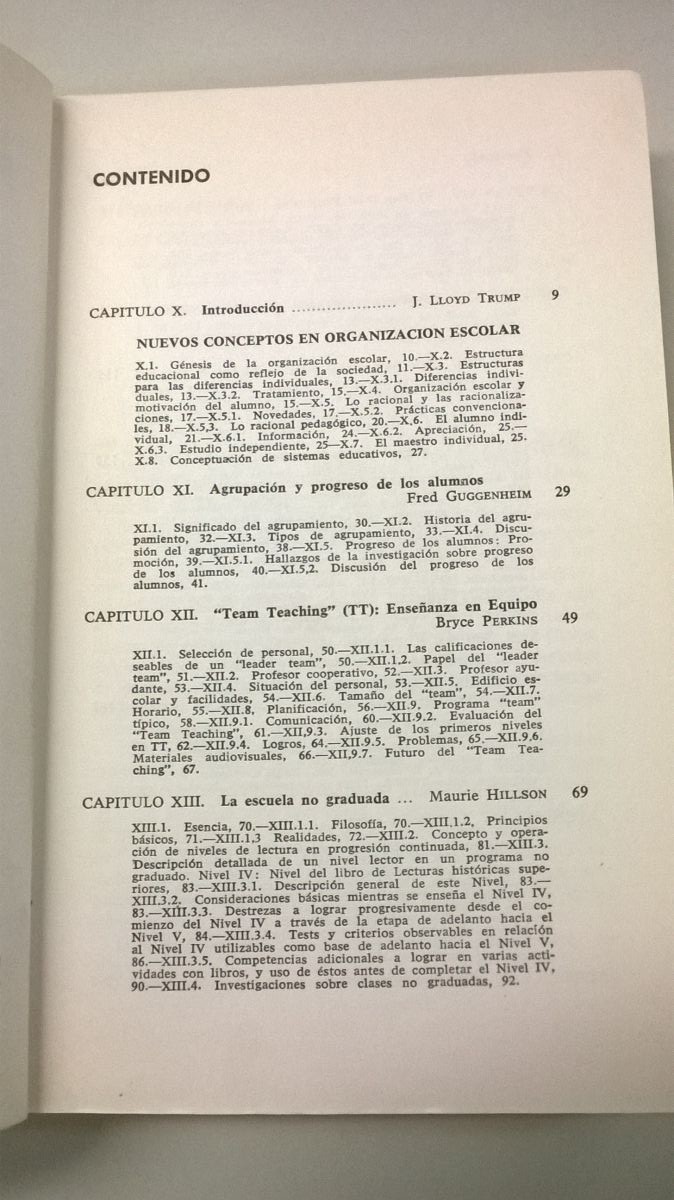 CONTENIDO
CAPITULO X. Introducción .................... J. LLOYD TRUMP 9
NUEVOS CONCEPTOS EN ORGANIZACION ESCOLAR
X.1. Génesis de la organización escolar, 10.—X.2. Estructura
educacional como reflejo de la sociedad, 11.—X.3. Estructuras
para las diferencias individuales, 13.—X.3.1. Diferencias indivi-
duales, 13.—X.3.2. Tratamiento, 15.—X.4. Organización escolar y
motivación del alumno, 15.—X.5. Lo racional y las racionaliza-
ciones, 17.—X.5.1. Novedades, 17.—X.5.2. Prácticas convenciona-
les, 18.—X.5,3. Lo racional pedagógico, 20.—X.6. El alumno indi-
vidual, 21.—X.6.1. Información, 24.—X.6.2. Apreciación, 25.—
X.6.3. Estudio independiente, 25—X.7. El maestro individual, 25.
X.8. Conceptuación de sistemas educativos, 27.
CAPITULO XI. Agrupación y progreso de los alumnos
Fred GUGGENHEIM 29
XI.1. Significado del agrupamiento, 30.—XI.2. Historia del agru-
pamiento, 32.—XI.3. Tipos de agrupamiento, 33.—XI.4. Discu-
sión del agrupamiento, 38.—XI.5. Progreso de los alumnos: Pro-
moción, 39.—XI.5.1. Hallazgos de la investigación sobre progreso
de los alumnos, 40.—XI.5,2. Discusión del progreso de los
alumnos, 41.
CAPITULO XII. “Team Teaching” (TT): Enseñanza en Equipo
Bryce PERKINS 49
XII.1. Selección de personal, 50.—XII.1.1. Las calificaciones de-
seables de un “leader team”, 50.—XII.1,2. Papel del “leader
team”, 51.—XII.2. Profesor cooperativo, 52.—XII.3. Profesor ayu-
dante, 53.—XII.4. Situación del personal, 53.—XII.5. Edificio es-
colar y facilidades, 54.—XII.6. Tamaño del “team”, 54.—XII.7.
Horario, 55.—XII.8. Planificación, 56.—XII.9. Programa “team”
típico, 58.—XII.9.1. Comunicación, 60.—XII.9.2. Evaluación del
“Team Teaching”, 61.—XII,9.3. Ajuste de los primeros niveles
en TT, 62.—XII.9.4. Logros, 64.—XII.9.5. Problemas, 65.—XII.9.6.
Materiales audiovisuales, 66.—XII,9.7. Futuro del “Team Tea-
ching”, 67.
CAPITULO XIII. La escuela no graduada ... Maurie HILLSON 69
XIII.1. Esencia, 70.—XIII.1.1. Filosofía, 70.—XIII.1.2, Principios
básicos, 71.—XIII.1.3 Realidades, 72.—XIII.2. Concepto y opera-
ción de niveles de lectura en progresión continuada, 81.—XIII.3.
Descripción detallada de un nivel lector en un programa no
graduado. Nivel IV: Nivel del libro de Lecturas históricas supe-
riores, 83.—XIII.3.1. Descripción general de este Nivel, 83.—
XIII.3.2. Consideraciones básicas mientras se enseña el Nivel IV,
83.—XIII.3.3. Destrezas a lograr progresivamente desde el co-
mienzo del Nivel IV a través de la etapa de adelanto hacia el
Nivel V, 84.—XIII.3.4. Tests y criterios observables en relación
al Nivel IV utilizables como base de adelanto hacia el Nivel V,
86.—XIII.3.5. Competencias adicionales a lograr en varias acti-
vidades con libros, y uso de éstos antes de completar el Nivel IV,
90.—XIII.4. Investigaciones sobre clases no graduadas, 92.